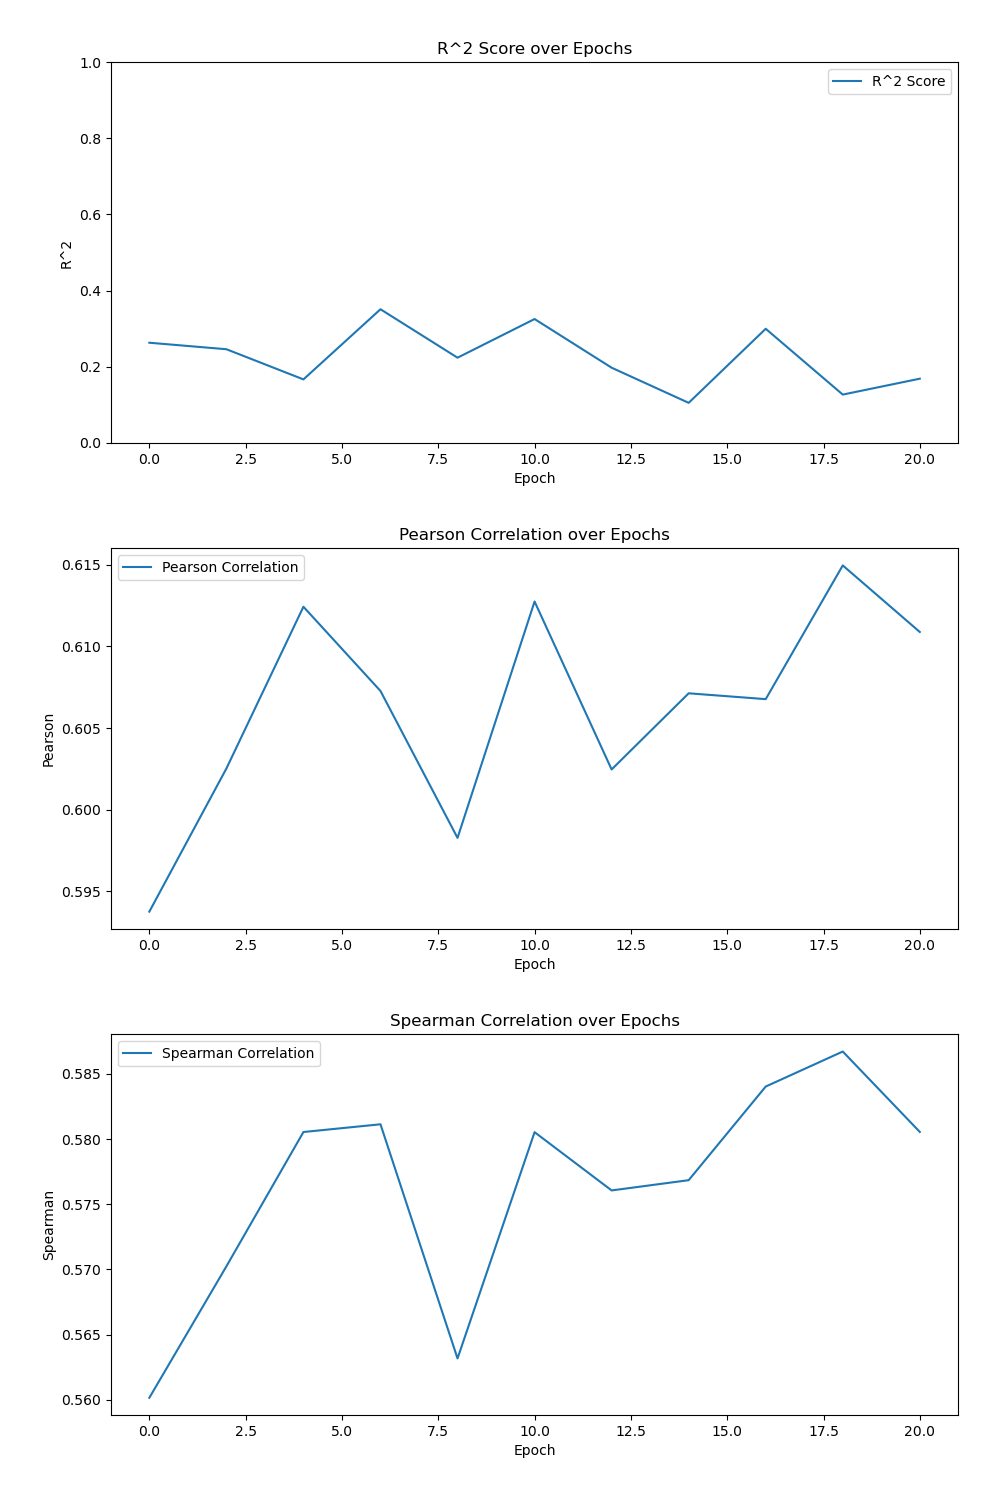 R^2 Score over Epochs
1.0
R^2 Score
0.8
0.6
R^2
0.4
0.2
0.0
0.0 2.5 5.0 7.5 10.0 12.5 15.0 17.5 20.0
Epoch
Pearson Correlation over Epochs
0.615
Pearson Correlation
0.610
0.605
Pearson
0.600
0.595
0.0 2.5 5.0 7.5 10.0 12.5 15.0 17.5 20.0
Epoch
Spearman Correlation over Epochs
Spearman Correlation
0.585
0.580
0.575
Spearman
0.570
0.565
0.560
0.0 2.5 5.0 7.5 10.0 12.5 15.0 17.5 20.0
Epoch